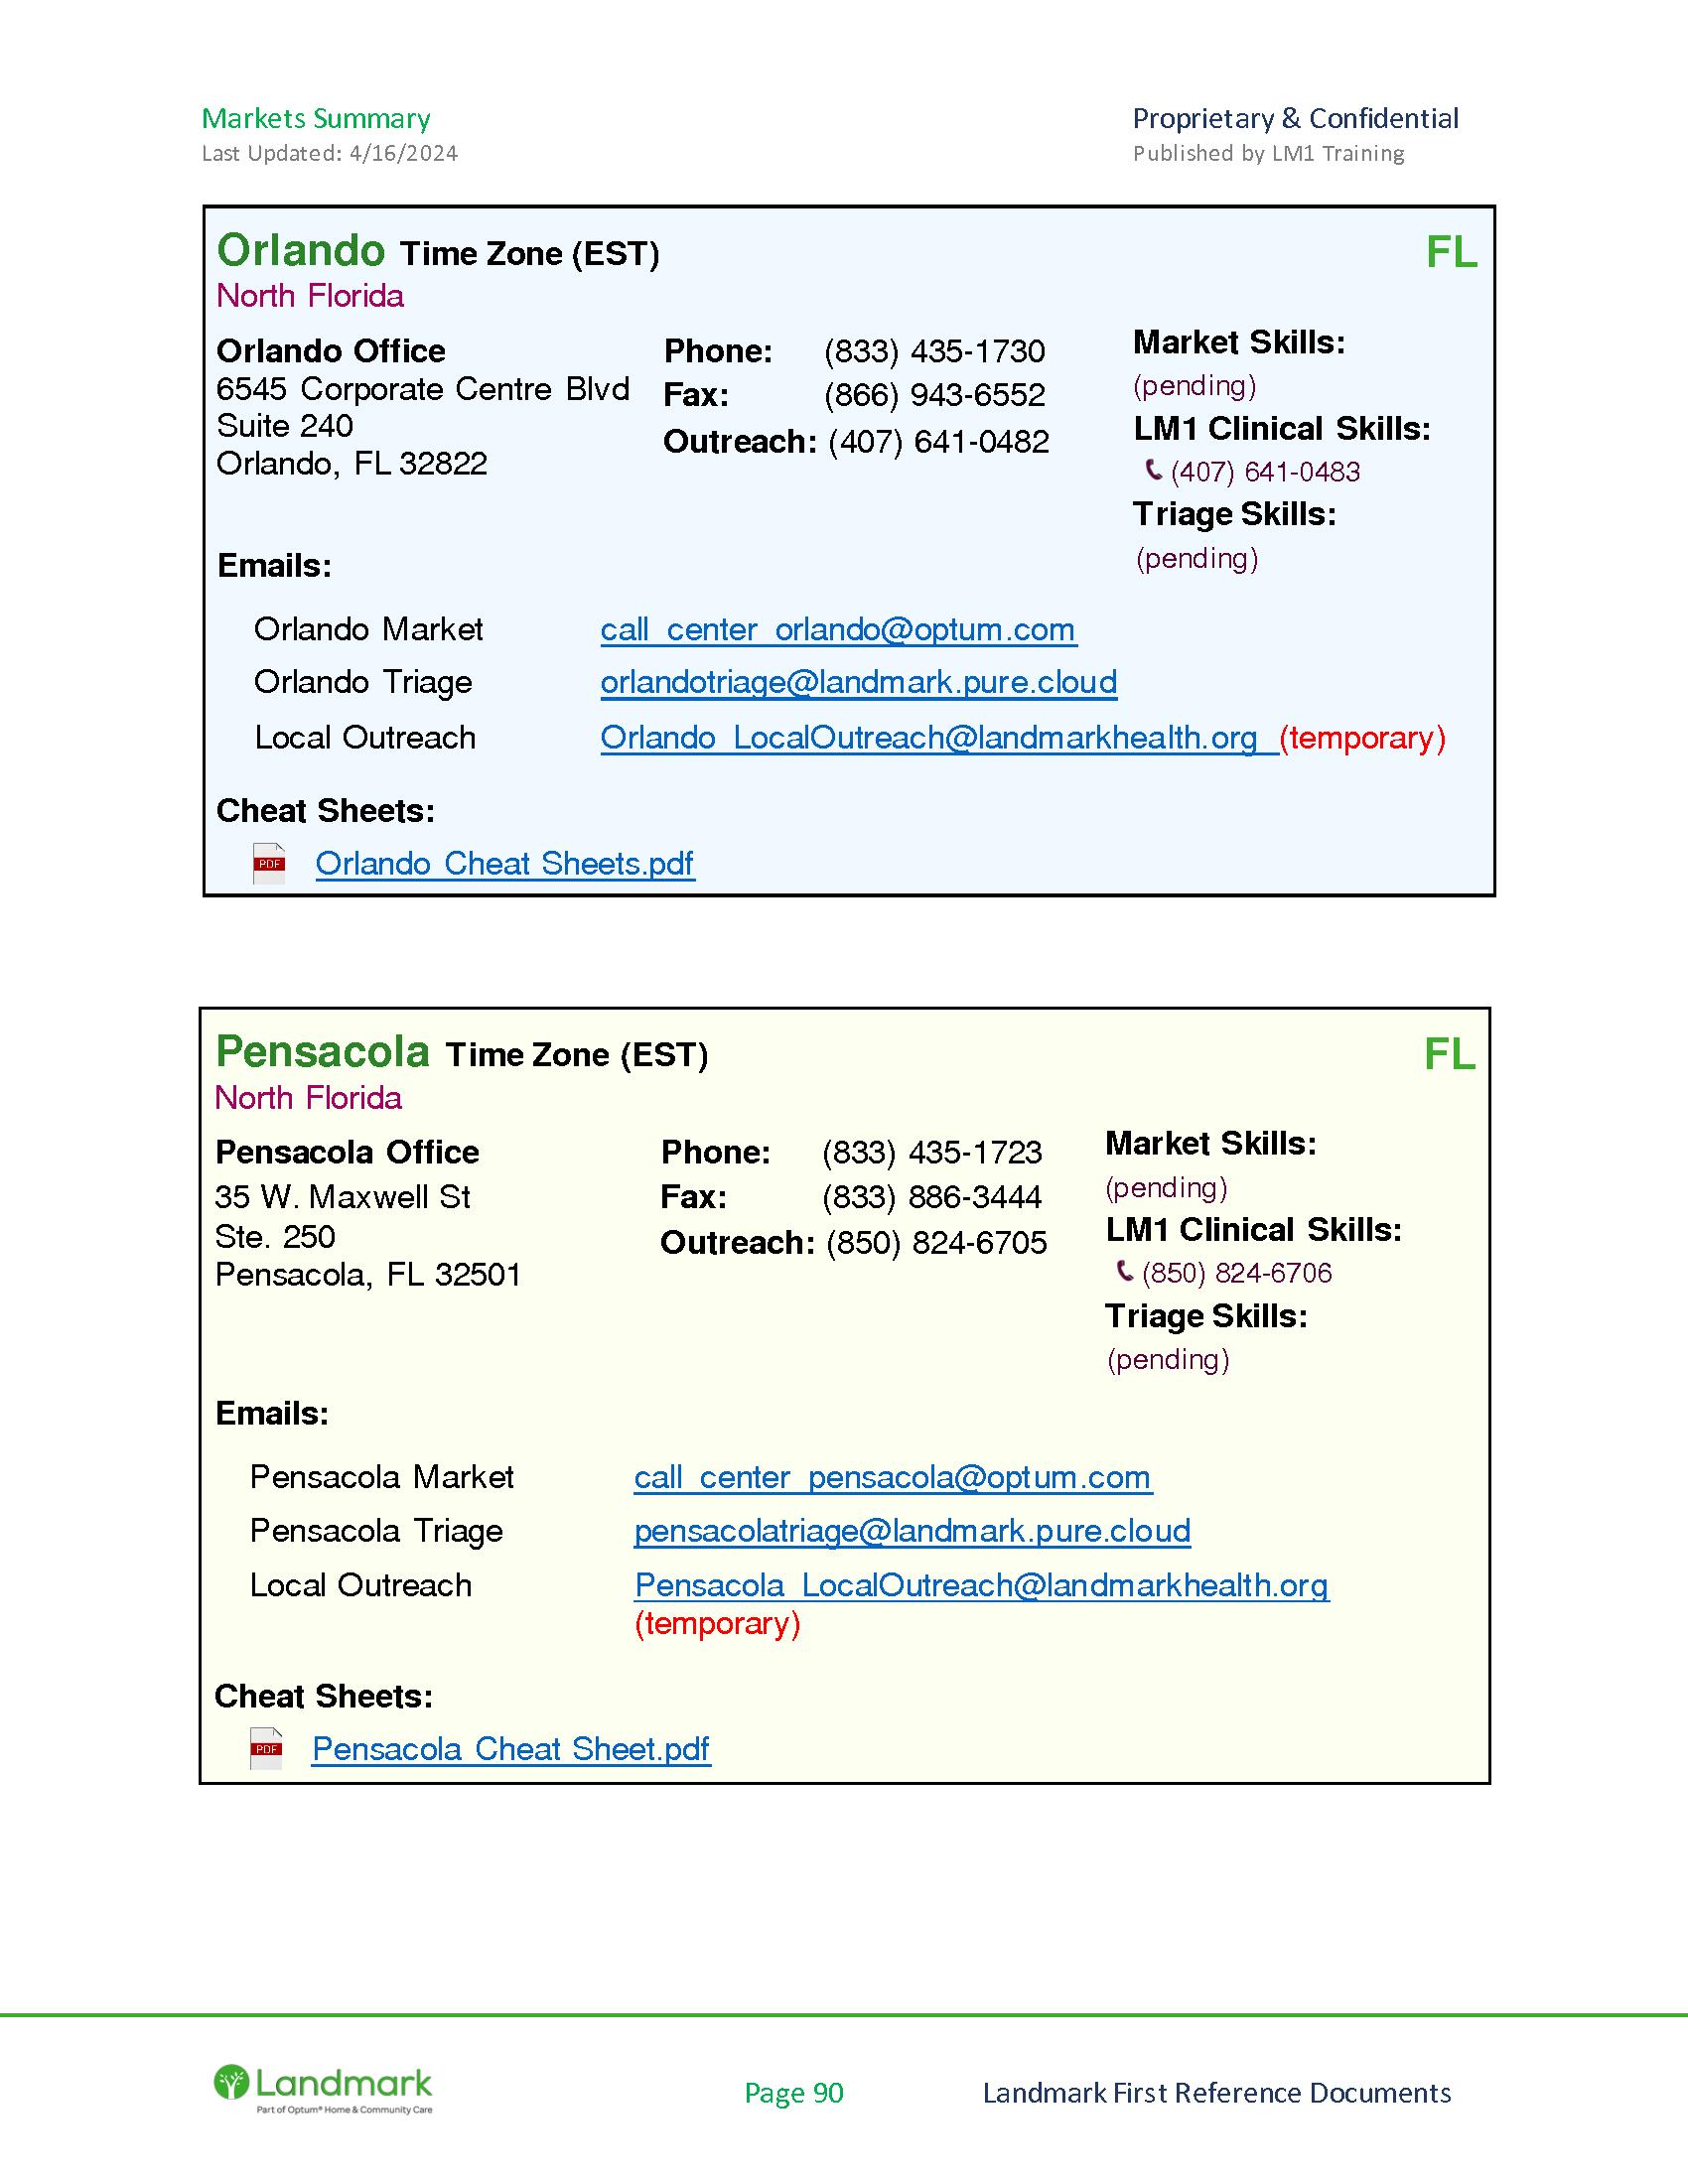 Markets Summary
Last Updated: 4/16/2024
Proprietary & Confidential
Published by LM1 Training
Orlando Time Zone (EST)
FL
North Florida
Orlando Office
6545 Corporate Centre Blvd
Suite 240
Orlando, FL 32822
Phone: (833) 435-1730
Fax: (866) 943-6552
Outreach: (407) 641-0482
Market Skills:
(pending)
LM1 Clinical Skills:
(407) 641-0483
Triage Skills:
(pending)
Emails:
Orlando Market call_center_orlando@optum.com
Orlando Triage orlandotriage@landmark.pure.cloud
Local Outreach Orlando_LocalOutreach@landmarkhealth.org (temporary)
Cheat Sheets:
PDF Orlando Cheat Sheets.pdf
Pensacola Time Zone (EST)
FL
North Florida
Pensacola Office
35 W. Maxwell St
Ste. 250
Pensacola, FL 32501
Phone: (833) 435-1723
Fax: (833) 886-3444
Outreach: (850) 824-6705
Market Skills:
(pending)
LM1 Clinical Skills:
(850) 824-6706
Triage Skills:
(pending)
Emails:
Pensacola Market call_center_pensacola@optum.com
Pensacola Triage pensacolatriage@landmark.pure.cloud
Local Outreach Pensacola_LocalOutreach@landmarkhealth.org
(temporary)
Cheat Sheets:
PDF Pensacola Cheat Sheet.pdf
Landmark
Part of Optum® Home & Community Care
Page 90
Landmark First Reference Documents